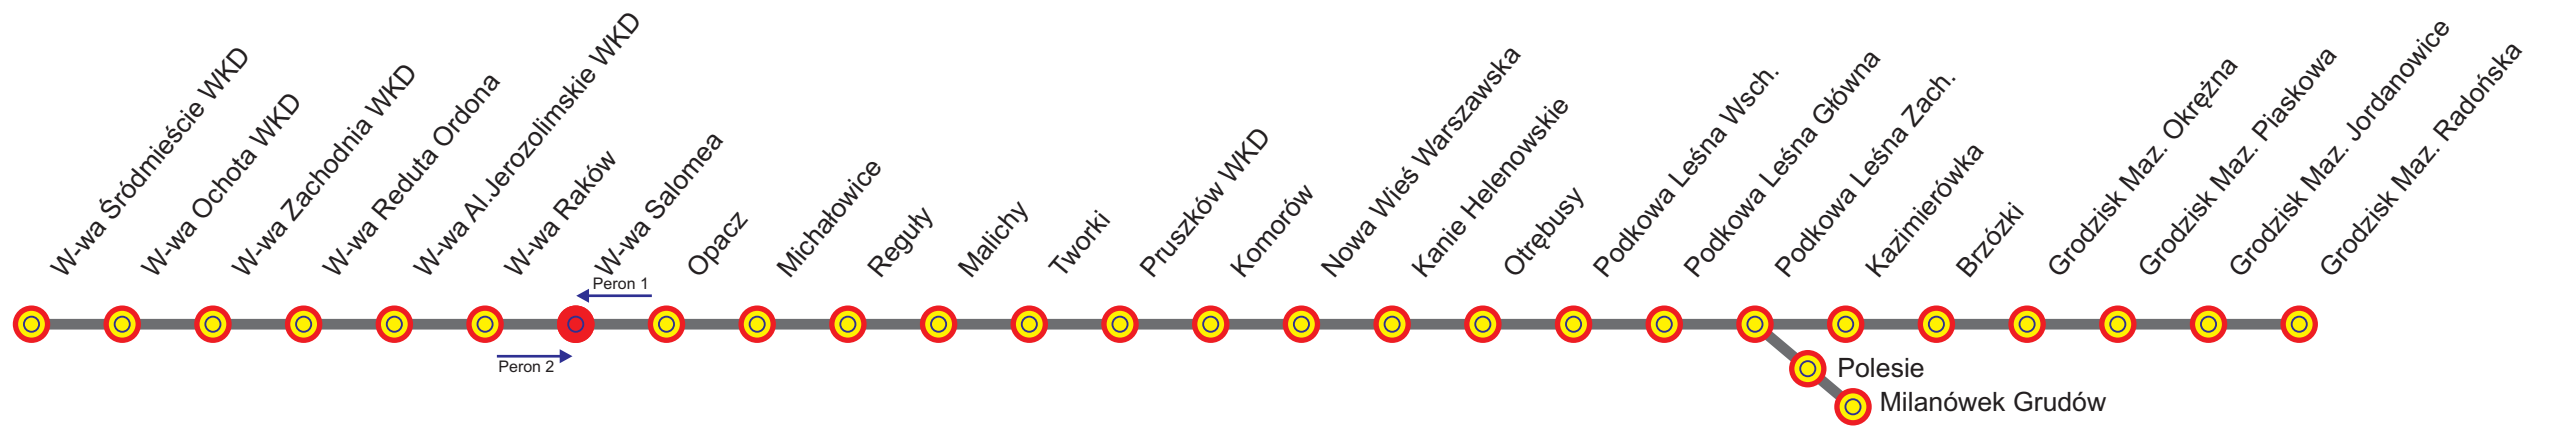 W-wa Śródmieście WKD
W-wa Ochota WKD
W-wa Zachodnia WKD
W-wa Reduta Ordona
W-wa Al.Jerozolimskie WKD
W-wa Raków
W-wa Salomea
Opacz
Michałowice
Reguły
Malichy
Tworki
Pruszków WKD
Komorów
Nowa Wieś Warszawska
Kanie Helenowskie
Otrębusy
Podkowa Leśna Wsch.
Podkowa Leśna Główna
Podkowa Leśna Zach.
Kazimierówka
Brzózki
Grodzisk Maz. Okrężna
Grodzisk Maz. Piaskowa
Grodzisk Maz. Jordanowice
Grodzisk Maz. Radońska
Peron 1
Peron 2
Polesie
Milanówek Grudów